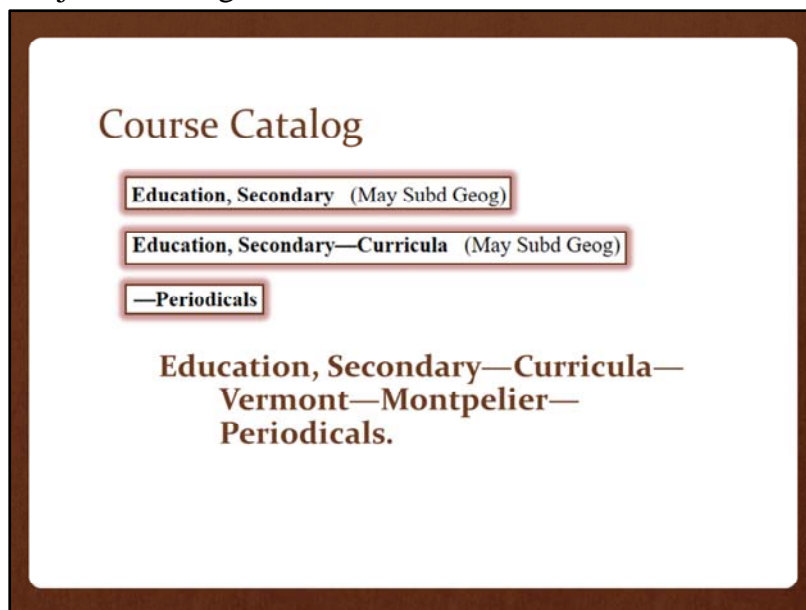 Course Catalog
Education, Secondary (May Subd Geog)
Education, Secondary—Curricula (May Subd Geog)
—Periodicals
Education, Secondary—Curricula—
Vermont—Montpelier—
Periodicals.